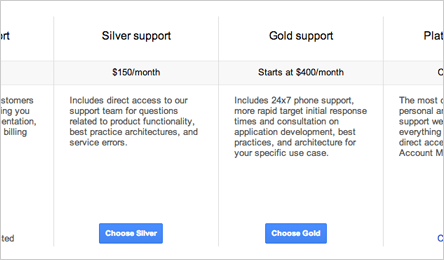 ort
Silver support
Gold support
Plat
$150/month
Starts at $400/month
C
stomers
ing you
entation,
billing
Includes direct access to our
support team for questions
related to product functionality,
best practice architectures, and
service errors.
Includes 24x7 phone support,
more rapid target initial response
times and consultation on
application development, best
practices, and architecture for
your specific use case.
The most c
personal an
support we
everything
direct acce
Account M
ted
Choose Silver
Choose Gold
C